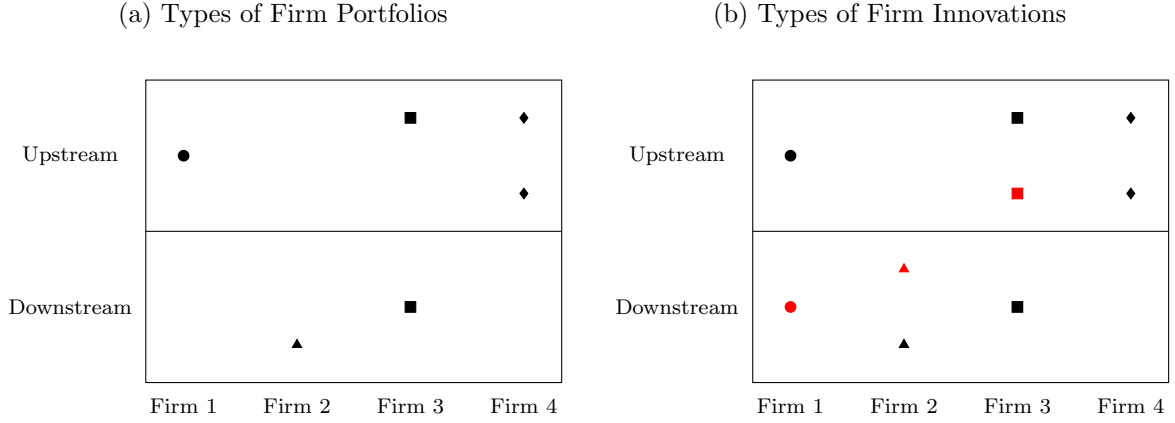 (a) Types of Firm Portfolios
Upstream
Downstream
Firm 1 Firm 2 Firm 3 Firm 4
(b) Types of Firm Innovations
Upstream
Downstream
Firm 1 Firm 2 Firm 3 Firm 4